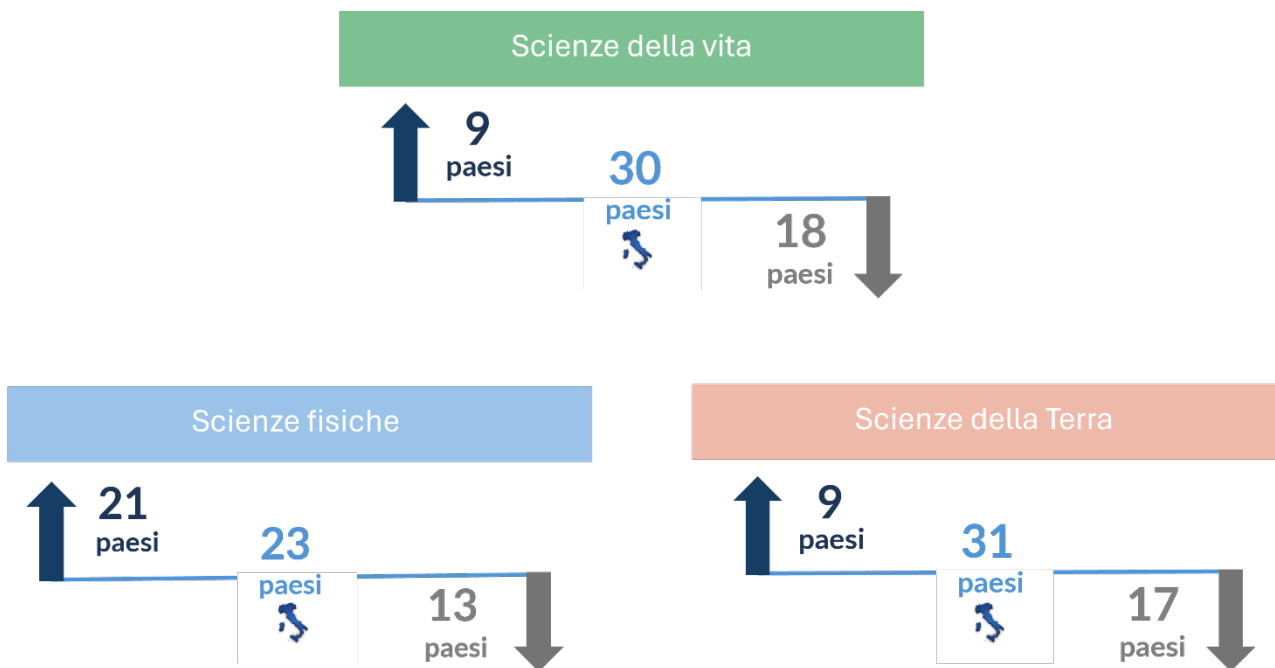 Scienze della vita
9
paesi
30
paesi
18
paesi
Scienze fisiche
21
paesi
23
paesi
13
paesi
Scienze della Terra
9
paesi
31
paesi
17
paesi